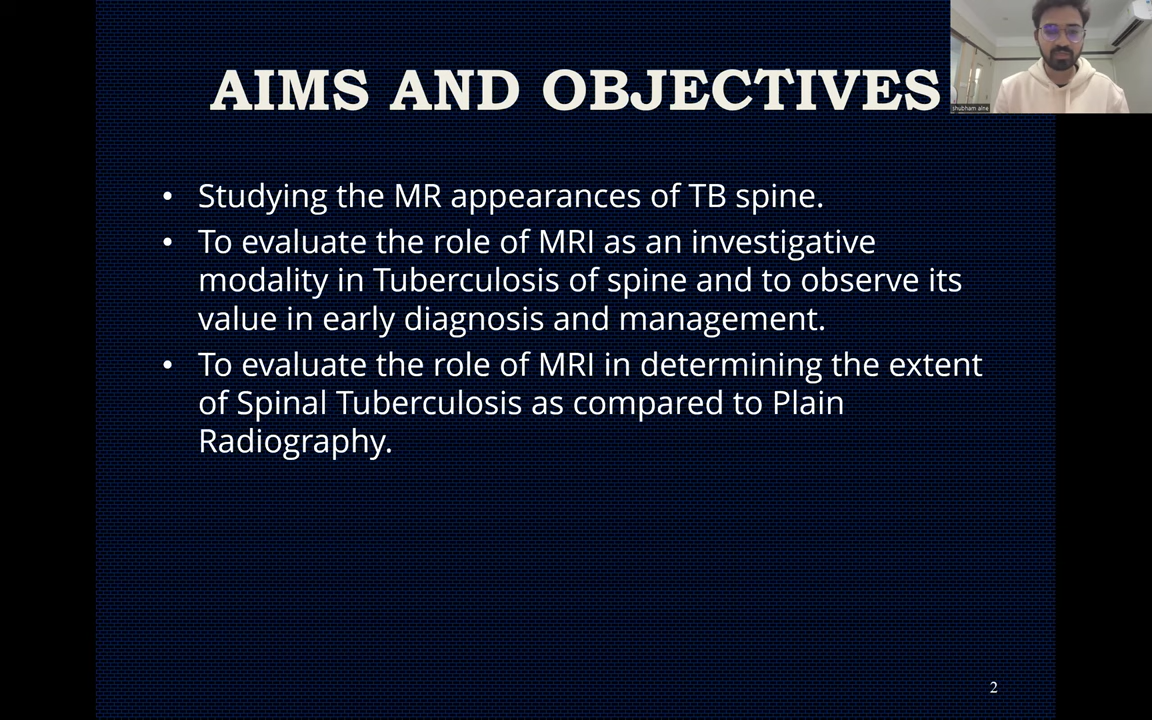 AIMS AND OBJECTIVES
shubham aine
• Studying the MR appearances of TB spine.
• To evaluate the role of MRI as an investigative
modality in Tuberculosis of spine and to observe its
value in early diagnosis and management.
• To evaluate the role of MRI in determining the extent
of Spinal Tuberculosis as compared to Plain
Radiography.
2